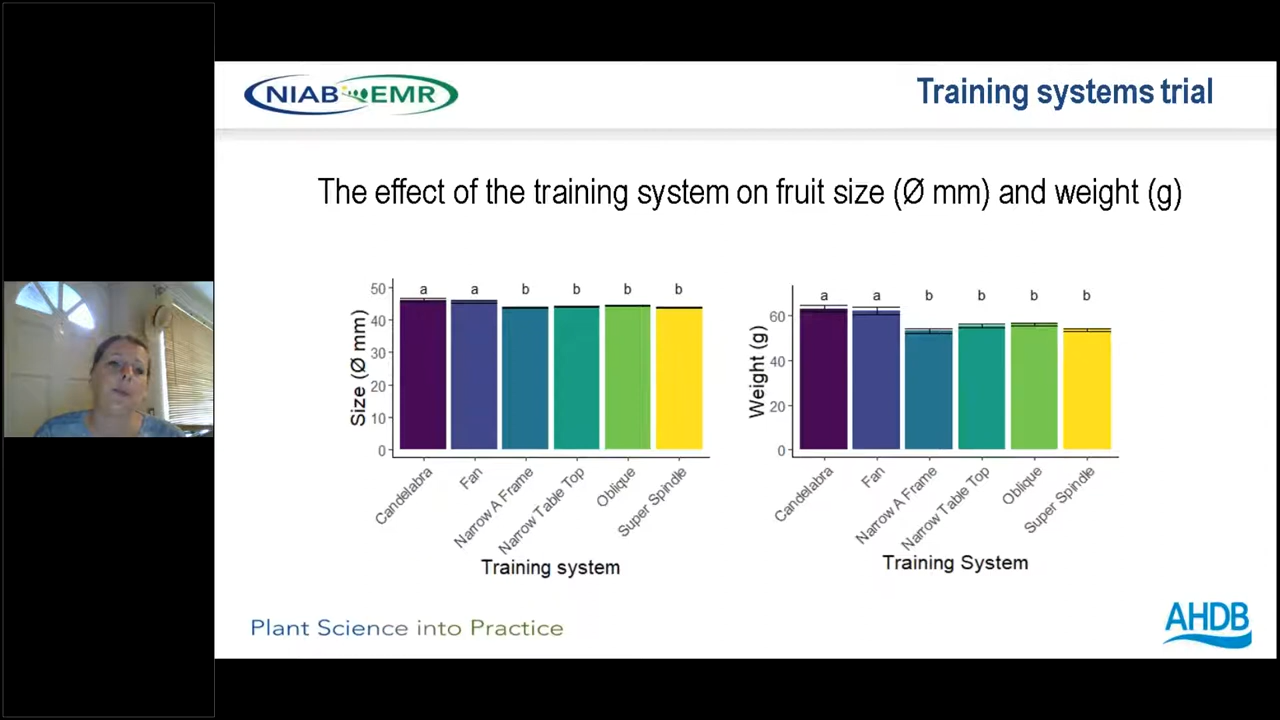 NIAB EMR
Training systems trial
The effect of the training system on fruit size (Ø mm) and weight (g)
Size (Ø mm)
50
40
30
20
10
0
a a b b b b
Candelabra
Fan
Narrow A Frame
Narrow Table Top
Oblique
Super Spindle
Training system
Weight (g)
60
40
20
0
a a b b b b
Candelabra
Fan
Narrow A Frame
Narrow Table Top
Oblique
Super Spindle
Training System
Plant Science into Practice
AHDB